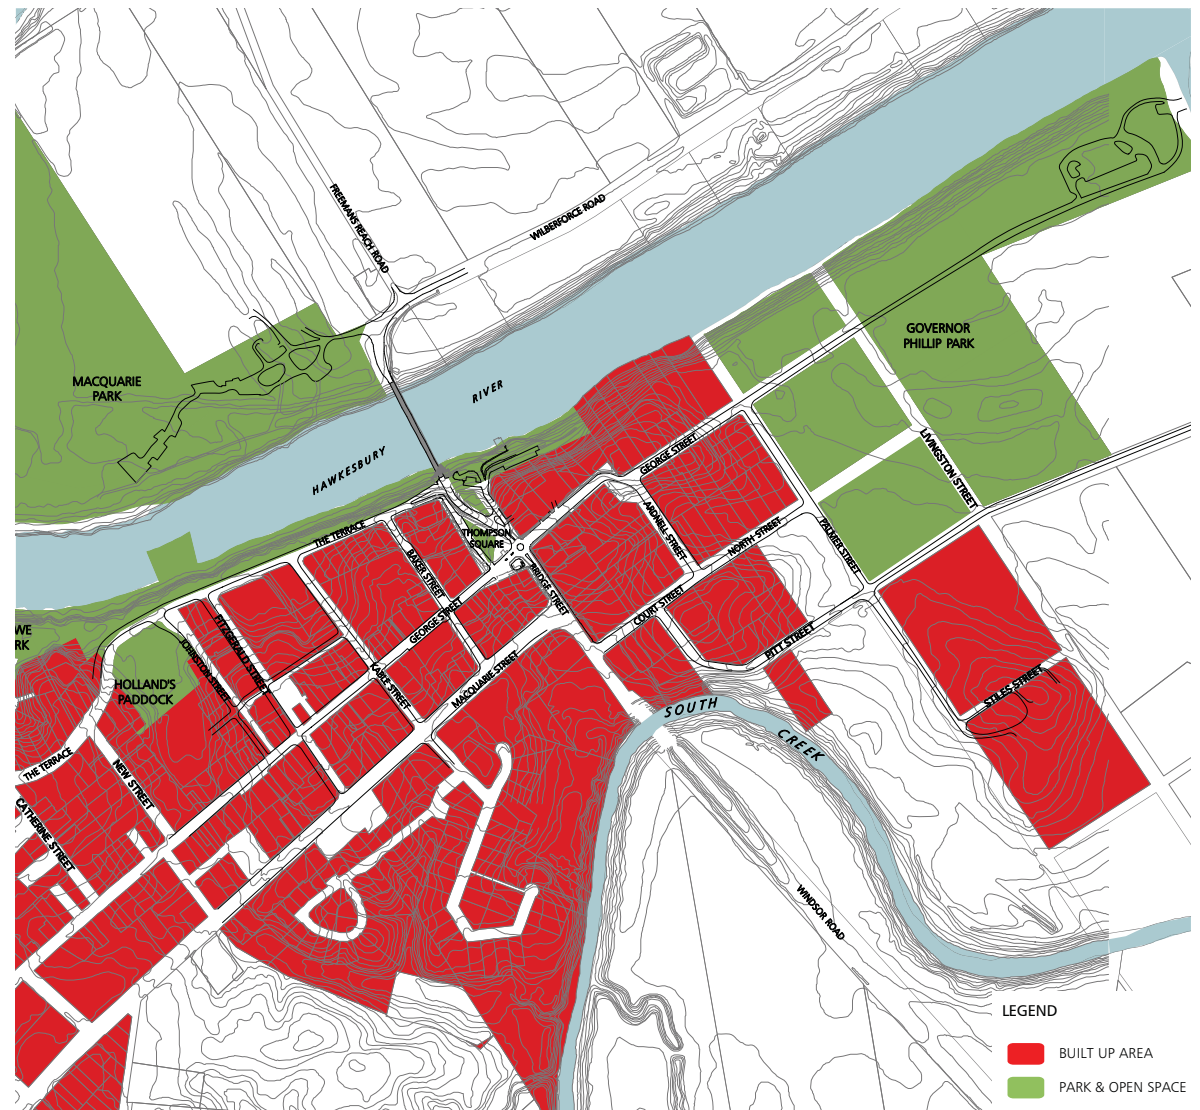 FREEMANS REACH ROAD
WILBERFORCE ROAD
GOVERNOR
PHILLIP PARK
MACQUARIE
PARK
RIVER
HAWKESBURY
GEORGE STREET
LIVINGSTON STREET
THE TERRACE
THOMPSON
SQUARE
ARDNELL STREET
NORTH STREET
PALMER STREET
BAKER STREET
BRIDGE STREET
GEORGE STREET
COURT STREET
PITT STREET
WE
RK
FITZGERALD STREET
JOHNSTON STREET
HOLLAND'S
PADDOCK
KABLE STREET
MACQUARIE STREET
STILES STREET
SOUTH
CREEK
THE TERRACE
NEW STREET
CATHERINE STREET
WINDSOR ROAD
LEGEND
BUILT UP AREA
PARK & OPEN SPACE